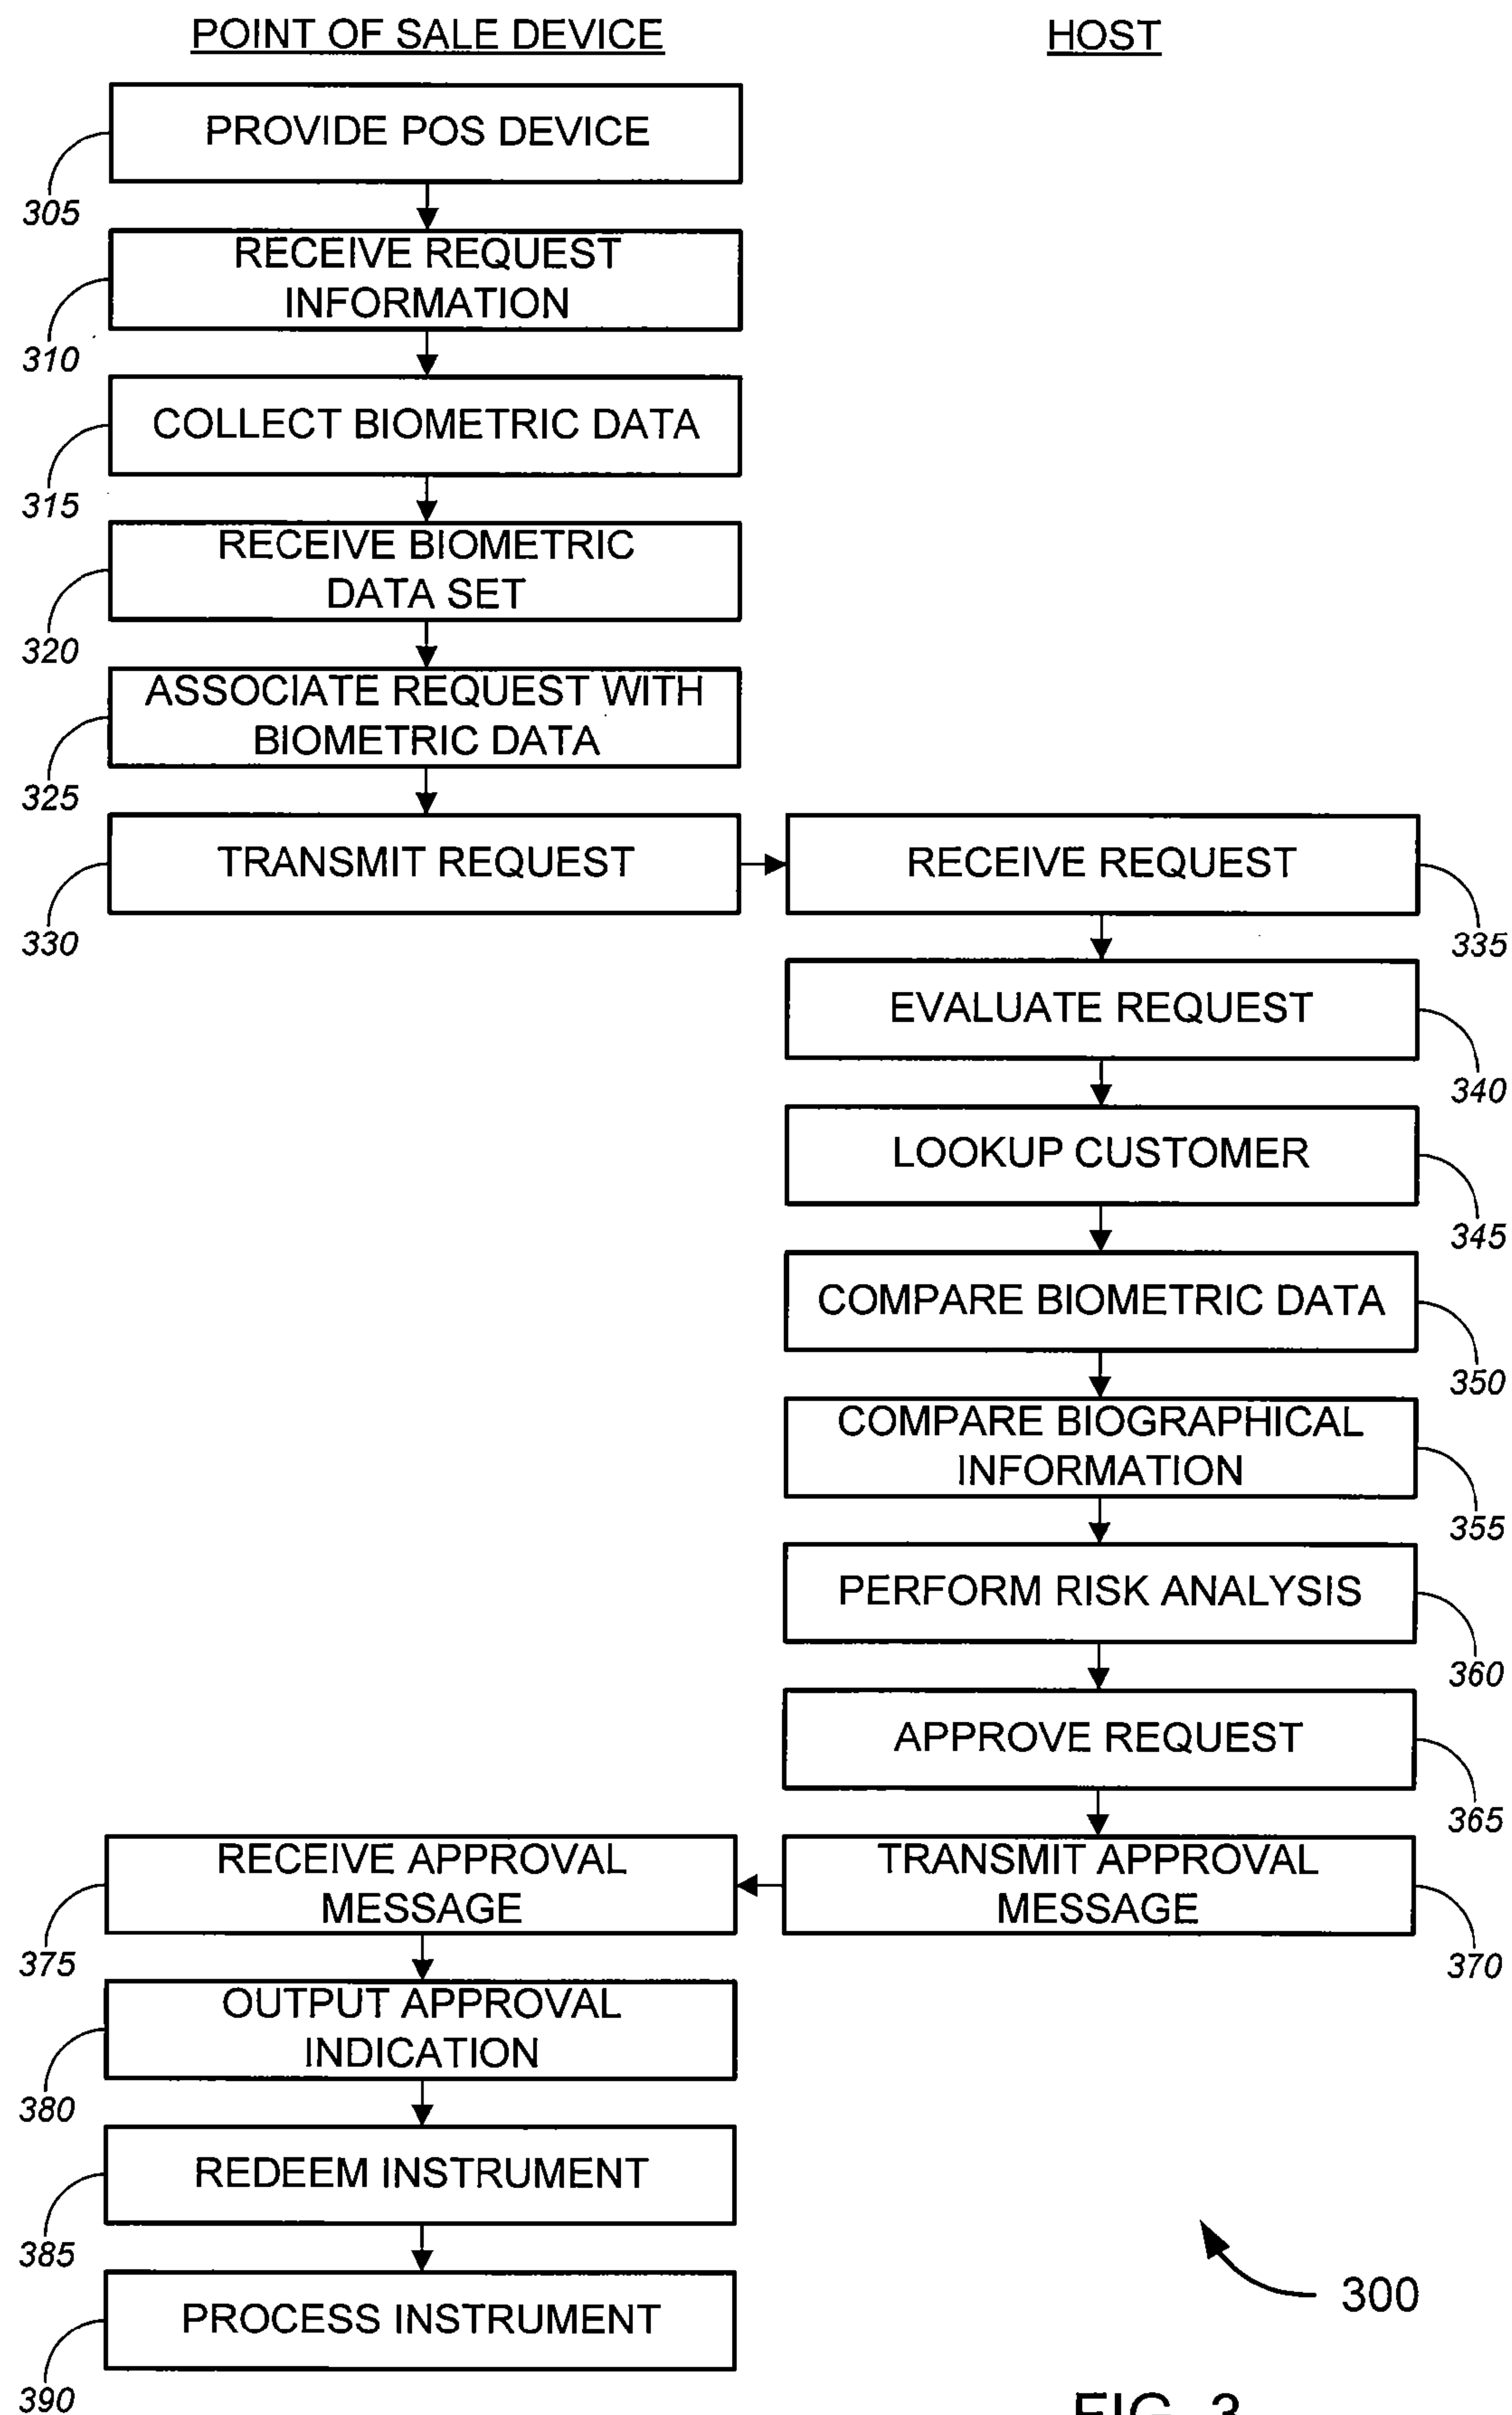 POINT OF SALE DEVICE
HOST
PROVIDE POS DEVICE
305
RECEIVE REQUEST
INFORMATION
310
COLLECT BIOMETRIC DATA
315
RECEIVE BIOMETRIC
DATA SET
320
ASSOCIATE REQUEST WITH
BIOMETRIC DATA
325
TRANSMIT REQUEST
330
RECEIVE REQUEST
335
EVALUATE REQUEST
340
LOOKUP CUSTOMER
345
COMPARE BIOMETRIC DATA
350
COMPARE BIOGRAPHICAL
INFORMATION
355
PERFORM RISK ANALYSIS
360
APPROVE REQUEST
365
TRANSMIT APPROVAL
MESSAGE
370
RECEIVE APPROVAL
MESSAGE
375
OUTPUT APPROVAL
INDICATION
380
REDEEM INSTRUMENT
385
PROCESS INSTRUMENT
390
300
FIG. 3